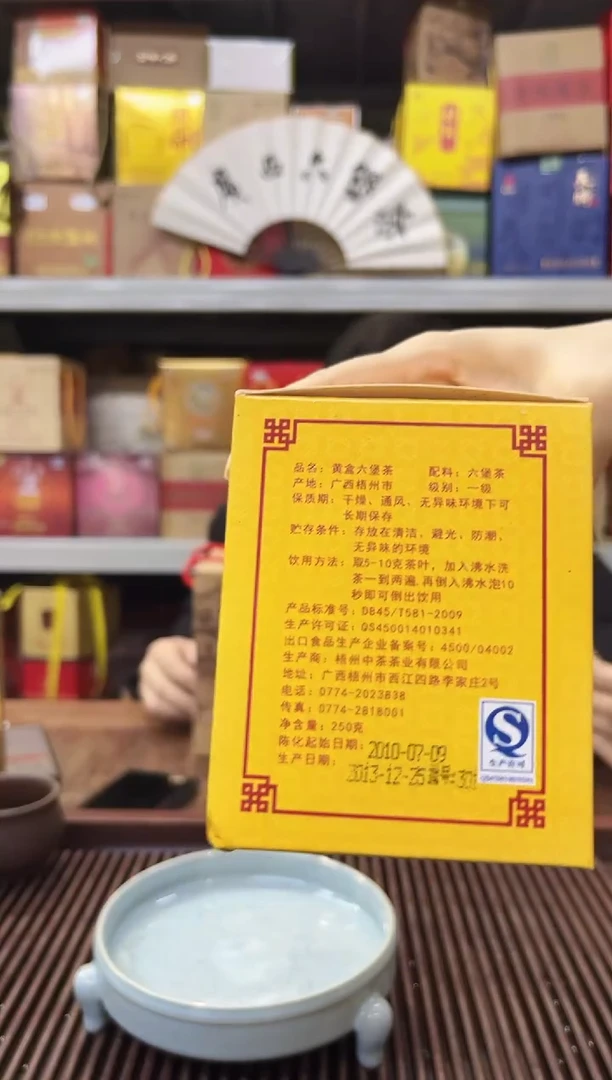 六堡茶
品名：黄盒六堡茶 配料：六堡茶
产地：广西梧州市 级别：一级
保质期：干燥、通风、无异味环境下可
长期保存
贮存条件：存放在清洁、避光，防潮、
无异味的环境
饮用方法：取5-10克茶叶，加入沸水洗
茶一到两遍,再倒入沸水泡10
秒即可倒出饮用
产品标准号：DB45/T581-2009
生产许可证：QS450014010341
出口食品生产企业备案号：4500/04002
生产商：梧州中茶茶业有限公司
地址：广西梧州市西江四路李家庄2号
电话：0774-2023838
传真：0774-2818001
净含量：250克
陈化起始日期：2010-07-09
生产日期：2013-12-25
S
生产许可